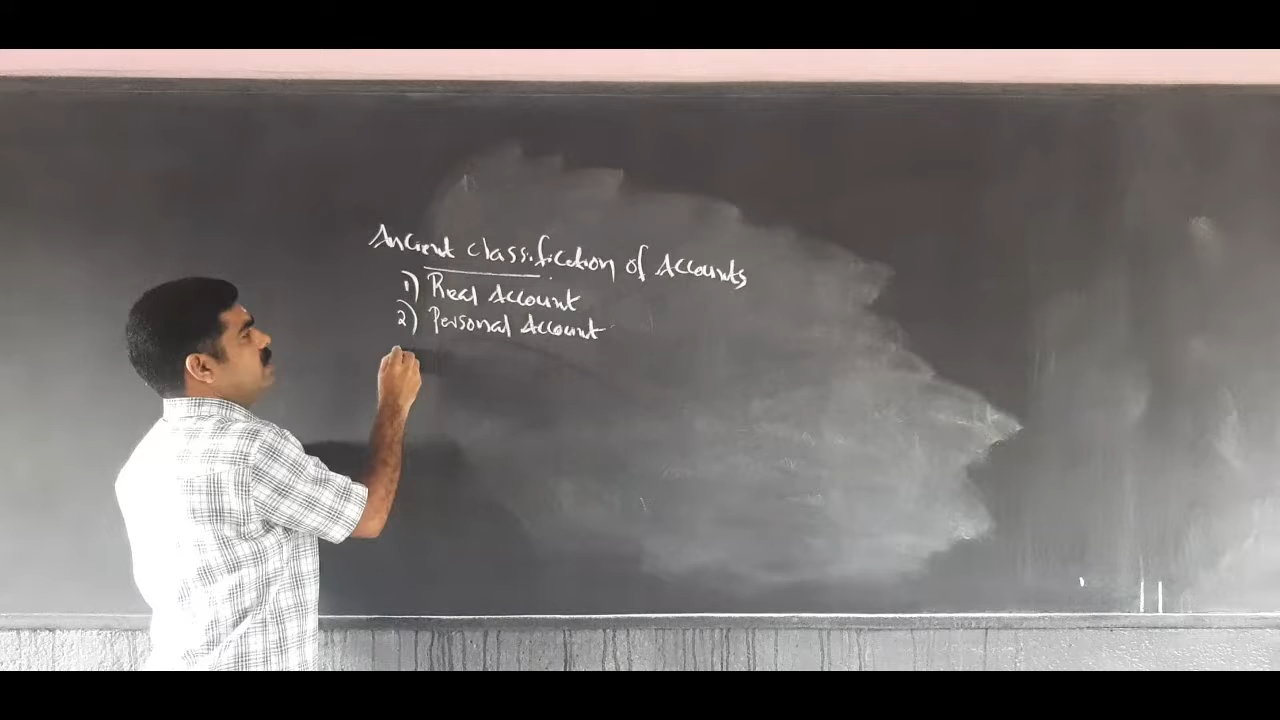 Ancient classification of Accounts
1) Real Account
2) Personal Account